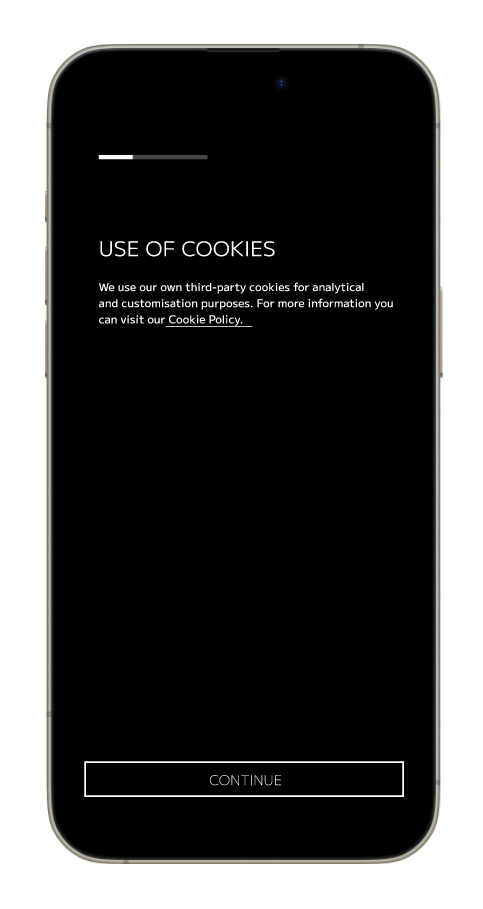 USE OF COOKIES
We use our own third-party cookies for analytical
and customisation purposes. For more information you
can visit our Cookie Policy.
CONTINUE